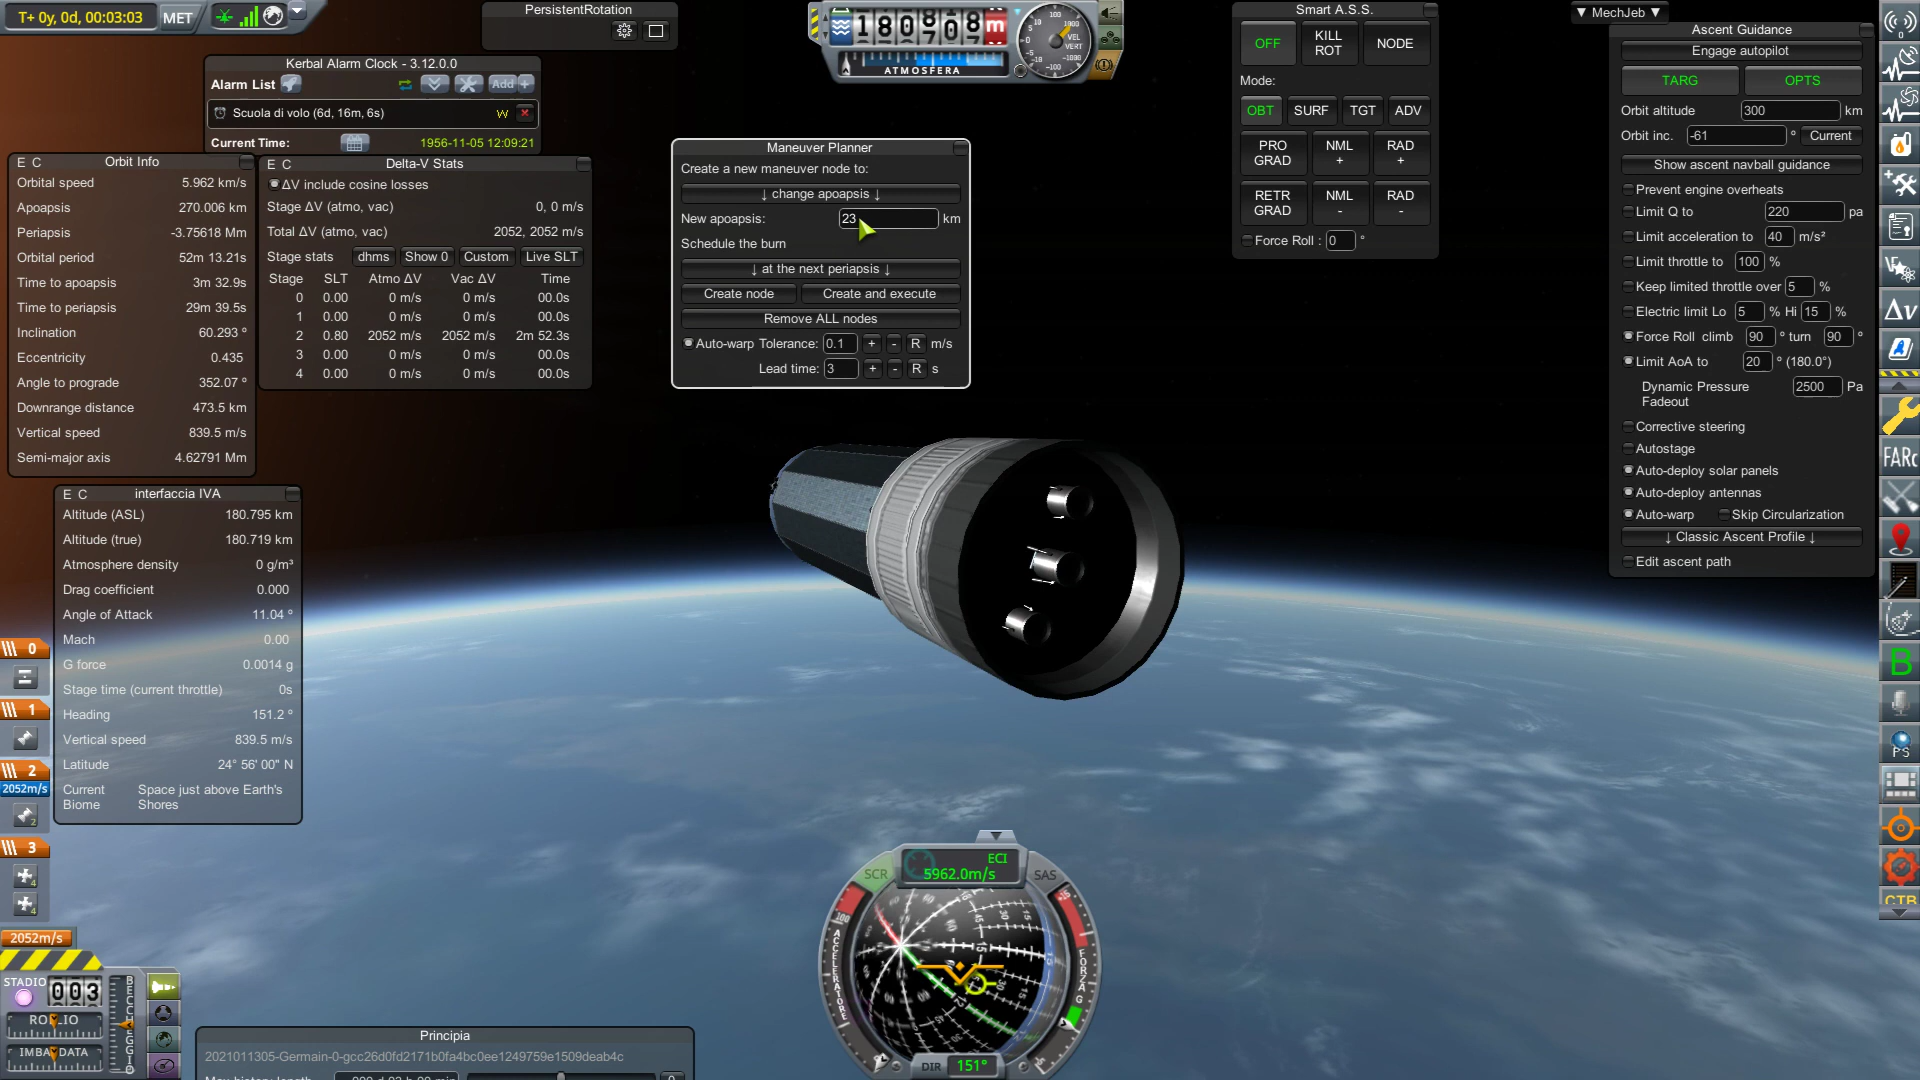 T+ 0y, 0d, 00:03:03
MET
PersistentRotation
Kerbal Alarm Clock - 3.12.0.0
Alarm List
Add +
Scuola di volo (6d, 16m, 6s)
W
Current Time: 1956-11-05 12:09:21
E C Orbit Info
Orbital speed 5.962 km/s
Apoapsis 270.006 km
Periapsis -3.75618 Mm
Orbital period 52m 13.21s
Time to apoapsis 3m 32.9s
Time to periapsis 29m 39.5s
Inclination 60.293 º
Eccentricity 0.435
Angle to prograde 352.07 º
Downrange distance 473.5 km
Vertical speed 839.5 m/s
Semi-major axis 4.62791 Mm
E C Delta-V Stats
ΔV include cosine losses
Stage ΔV (atmo, vac) 0, 0 m/s
Total ΔV (atmo, vac) 2052, 2052 m/s
Stage stats dhms Show 0 Custom Live SLT
Stage SLT Atmo ΔV Vac ΔV Time
0 0.00 0 m/s 0 m/s 00.0s
1 0.00 0 m/s 0 m/s 00.0s
2 0.80 2052 m/s 2052 m/s 2m 52.3s
3 0.00 0 m/s 0 m/s 00.0s
4 0.00 0 m/s 0 m/s 00.0s
E C interfaccia IVA
Altitude (ASL) 180.795 km
Altitude (true) 180.719 km
Atmosphere density 0 g/m³
Drag coefficient 0.000
Angle of Attack 11.04 º
Mach 0.00
G force 0.0014 g
Stage time (current throttle) 0s
Heading 151.2 º
Vertical speed 839.5 m/s
Latitude 24° 56' 00" N
Current Biome Space just above Earth's Shores
Maneuver Planner
Create a new maneuver node to:
↓ change apoapsis ↓
New apoapsis: 23 km
Schedule the burn
↓ at the next periapsis ↓
Create node Create and execute
Remove ALL nodes
Auto-warp Tolerance: 0.1 + - R m/s
Lead time: 3 + - R s
180808 m
ATMOSFERA
VEL
VERT
Smart A.S.S.
OFF KILL ROT NODE
Mode:
OBT SURF TGT ADV
PRO GRAD NML + RAD +
RETR GRAD NML - RAD -
Force Roll : 0 °
▼ MechJeb ▼
Ascent Guidance
Engage autopilot
TARG OPTS
Orbit altitude 300 km
Orbit inc. -61 º Current
Show ascent navball guidance
Prevent engine overheats
Limit Q to 220 pa
Limit acceleration to 40 m/s²
Limit throttle to 100 %
Keep limited throttle over 5 %
Electric limit Lo 5 % Hi 15 %
Force Roll climb 90 º turn 90 º
Limit AoA to 20 º (180.0°)
Dynamic Pressure Fadeout 2500 Pa
Corrective steering
Autostage
Auto-deploy solar panels
Auto-deploy antennas
Auto-warp Skip Circularization
↓ Classic Ascent Profile ↓
Edit ascent path
Δv
FARc
B
PS
CTB
0
1
2
2052m/s
2
3
4
4
2052m/s
STADIO 003
ROLLIO
IMBARDATA
BECCHEGGIO
Principia
2021011305-Germain-0-gcc26d0fd2171b0fa4bc0ee1249759e1509deab4c
SCR
ECI
5962.0m/s
SAS
ACCELERATORE
FORZA G
DIR 151°